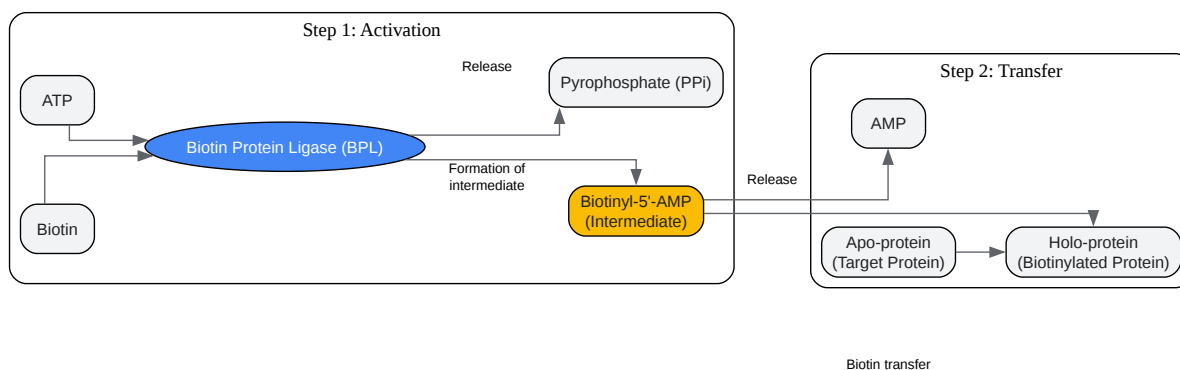 Step 1: Activation
Release
Pyrophosphate (PPi)
ATP
Biotin Protein Ligase (BPL)
Formation of
intermediate
Biotin
Biotinyl-5'-AMP
(Intermediate)
Release
Step 2: Transfer
AMP
Apo-protein
(Target Protein)
Holo-protein
(Biotinylated Protein)
Biotin transfer